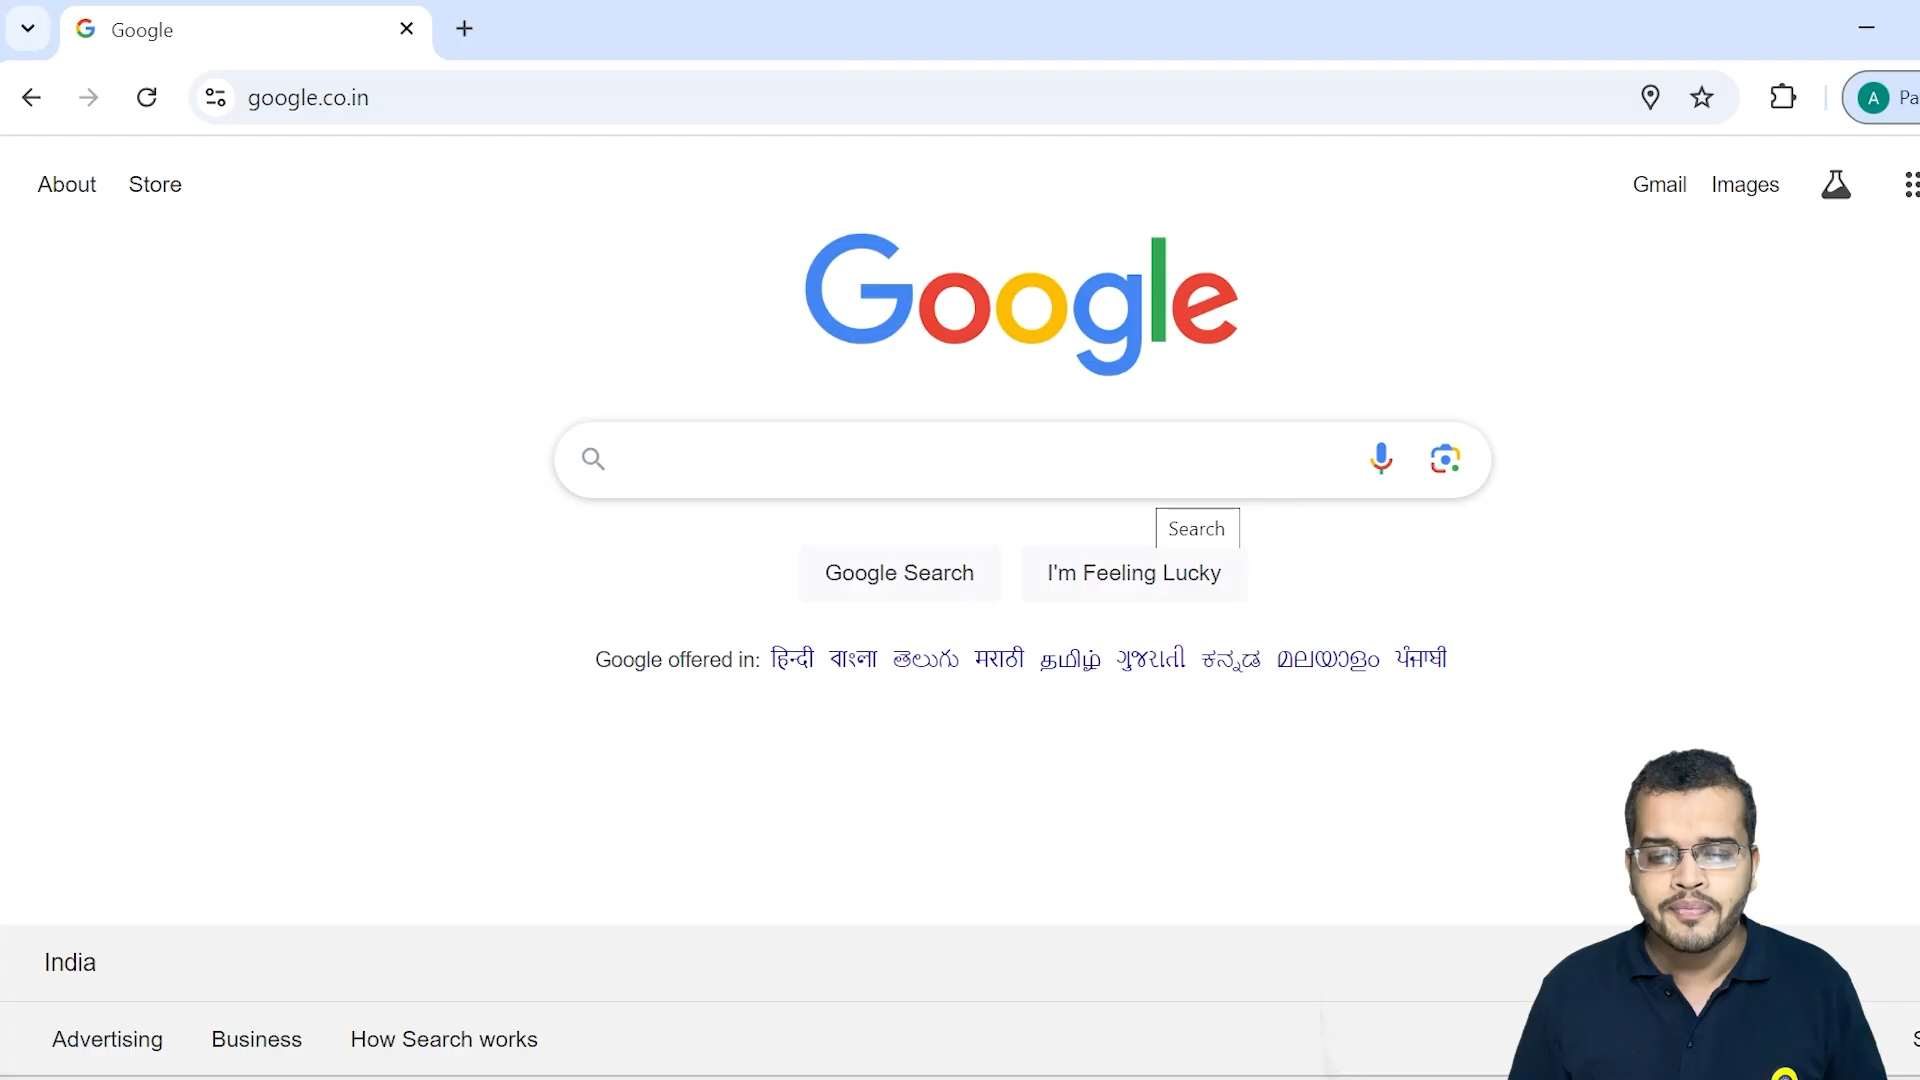 Google
google.co.in
A Pa
About Store Gmail Images
Google
Search
Google Search I'm Feeling Lucky
Google offered in: हिन्दी বাংলা తెలుగు मराठी தமிழ் ગુજરાતી ಕನ್ನಡ മലയാളം ਪੰਜਾਬੀ
India
Advertising Business How Search works S